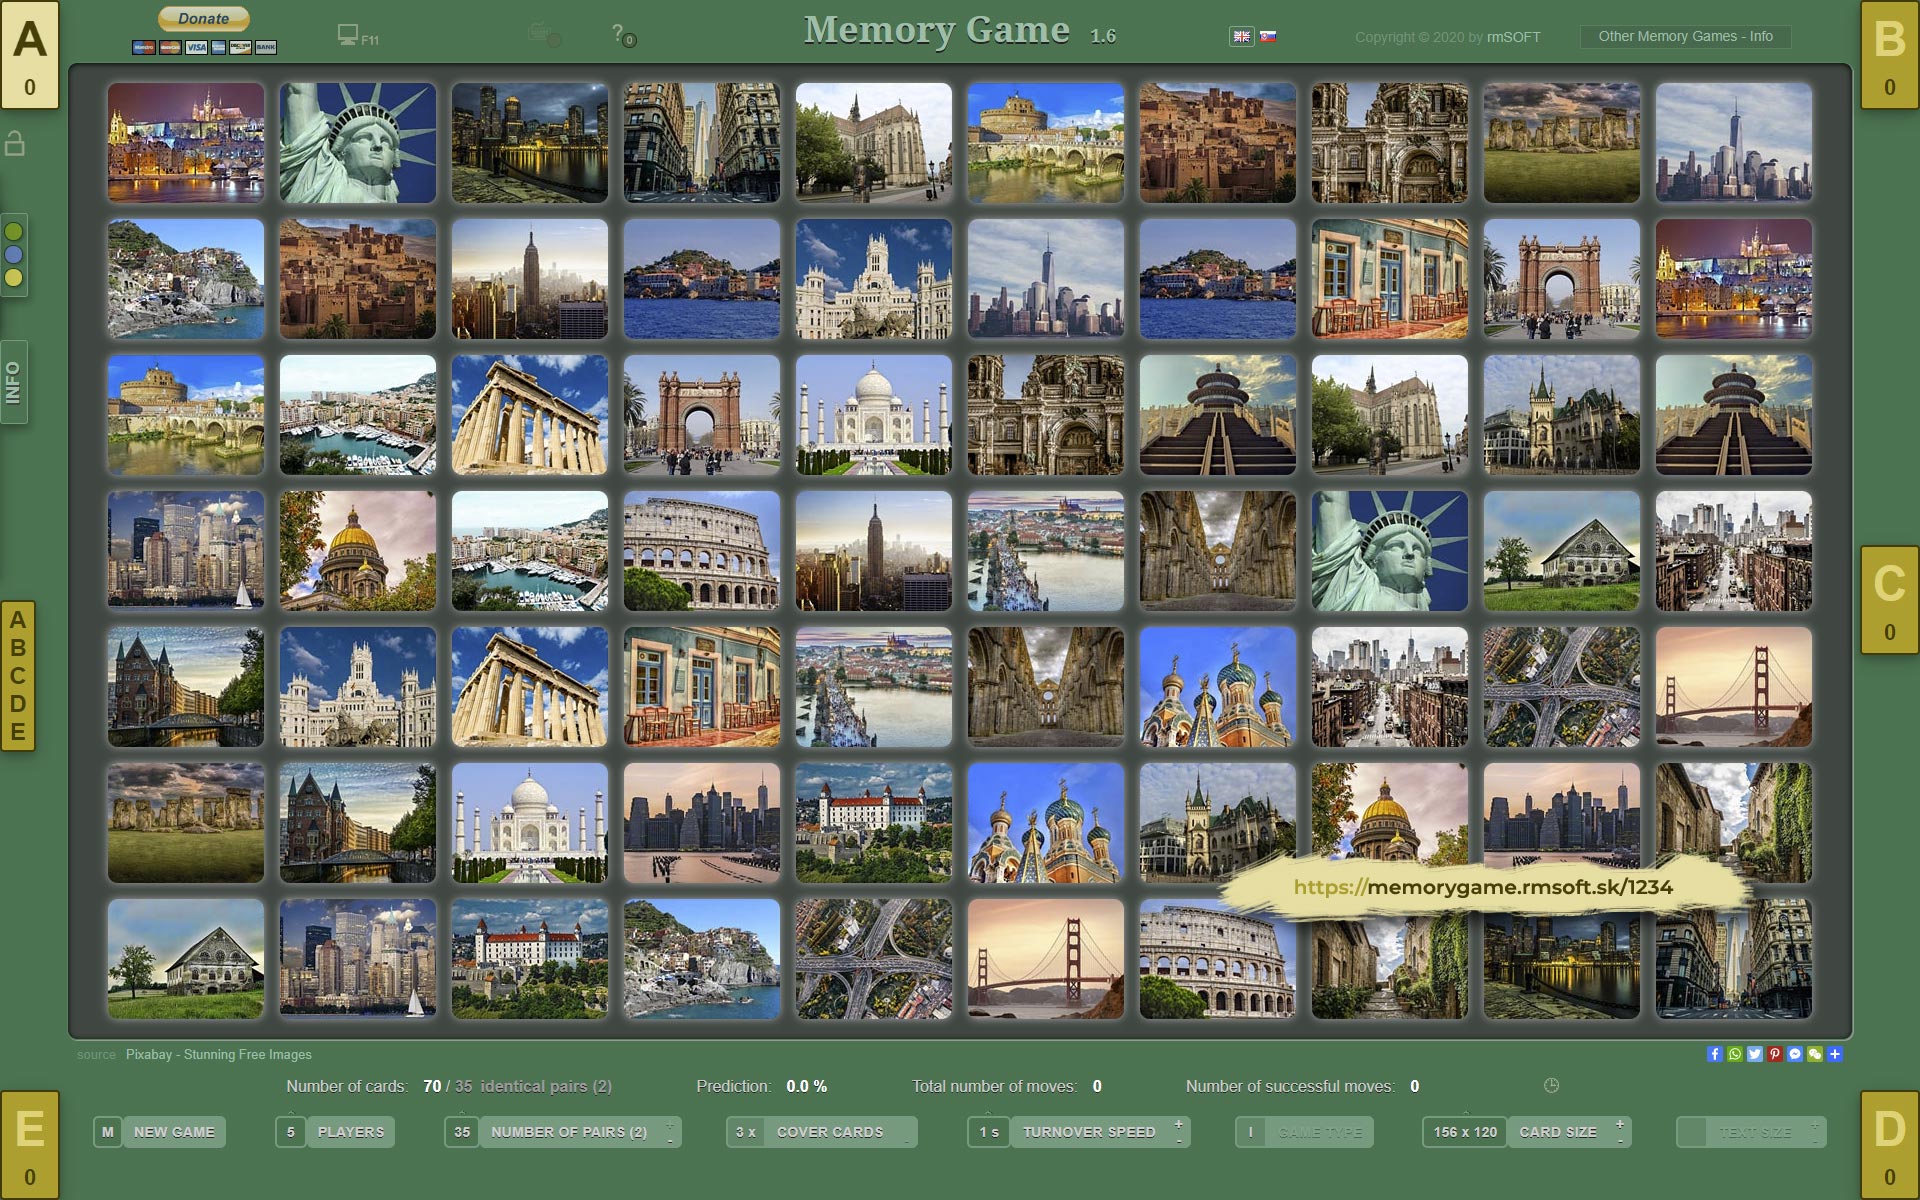 A
0
Donate
Maestro MasterCard VISA DISCOVER BANK
F11
?
0
Memory Game 1.6
Copyright © 2020 by rmSOFT
Other Memory Games - Info
B
0
INFO
A
B
C
D
E
C
0
https://memorygame.rmsoft.sk/1234
source Pixabay - Stunning Free Images
Number of cards: 70 / 35 identical pairs (2)
Prediction: 0.0 %
Total number of moves: 0
Number of successful moves: 0
E
0
M NEW GAME
5 PLAYERS
35 NUMBER OF PAIRS (2) + -
3 x COVER CARDS -
1 s TURNOVER SPEED + -
I GAME TYPE
156 x 120 CARD SIZE + -
TEXT SIZE + -
D
0